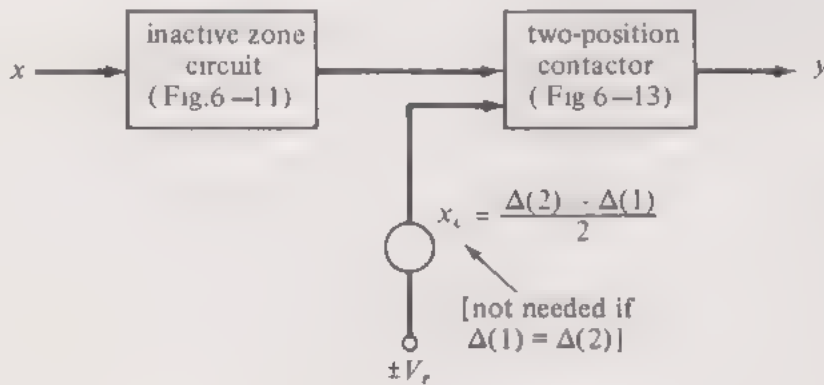 inactive zone
circuit
(Fig.6–11)
two-position
contactor
(Fig 6–13)
x
y
x_t = Δ(2) - Δ(1) / 2
[not needed if
Δ(1) = Δ(2)]
±V_r